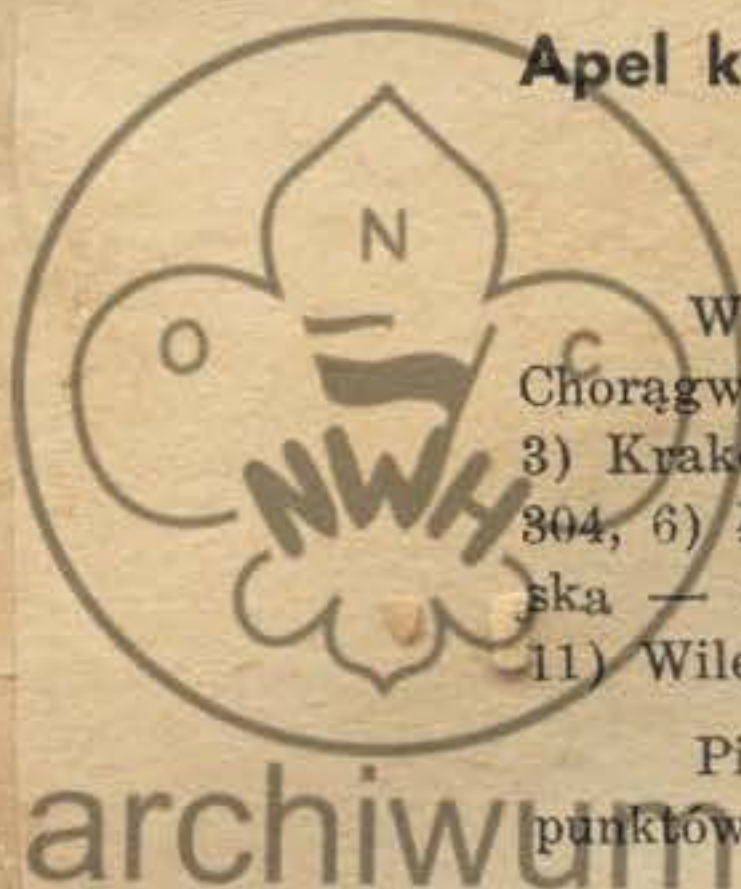 Apel k
W
Chorągw
3) Krak
304, 6)
ska —
11) Wile
Pi
punktów
O N C
NWH
archiwum